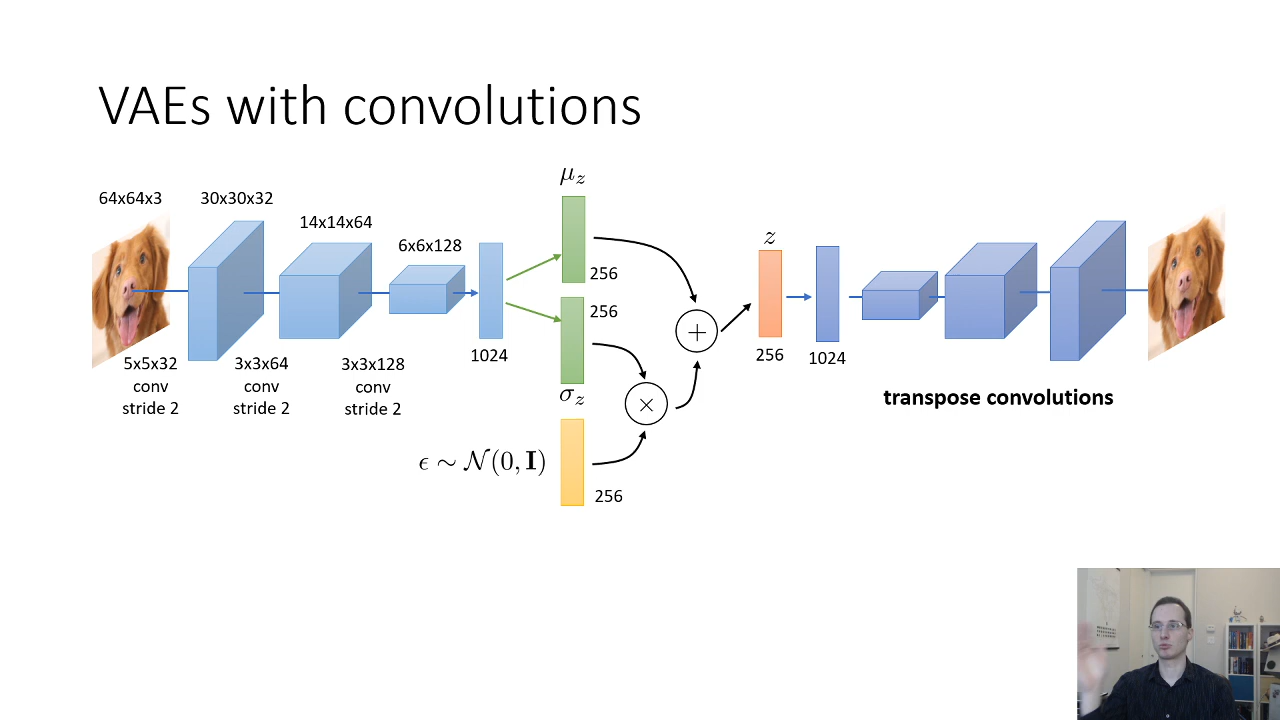 VAEs with convolutions
64x64x3
30x30x32
14x14x64
6x6x128
5x5x32
conv
stride 2
3x3x64
conv
stride 2
3x3x128
conv
stride 2
1024
μ_z
256
256
σ_z
ϵ ∼ 𝒩(0, I)
256
+
×
z
256
1024
transpose convolutions